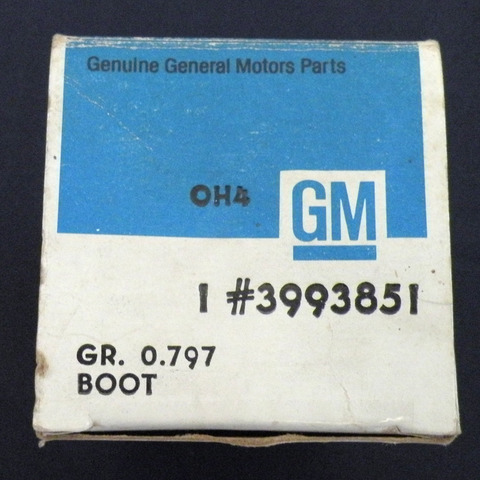 Genuine General Motors Parts
OH4
GM
1 #3993851
GR. 0.797
BOOT